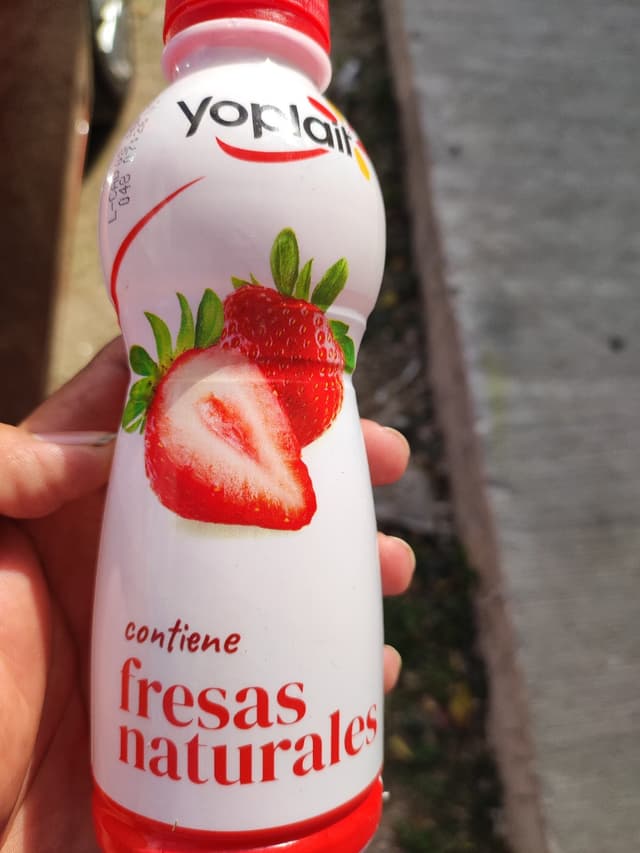 yoplait
contiene
fresas
naturales